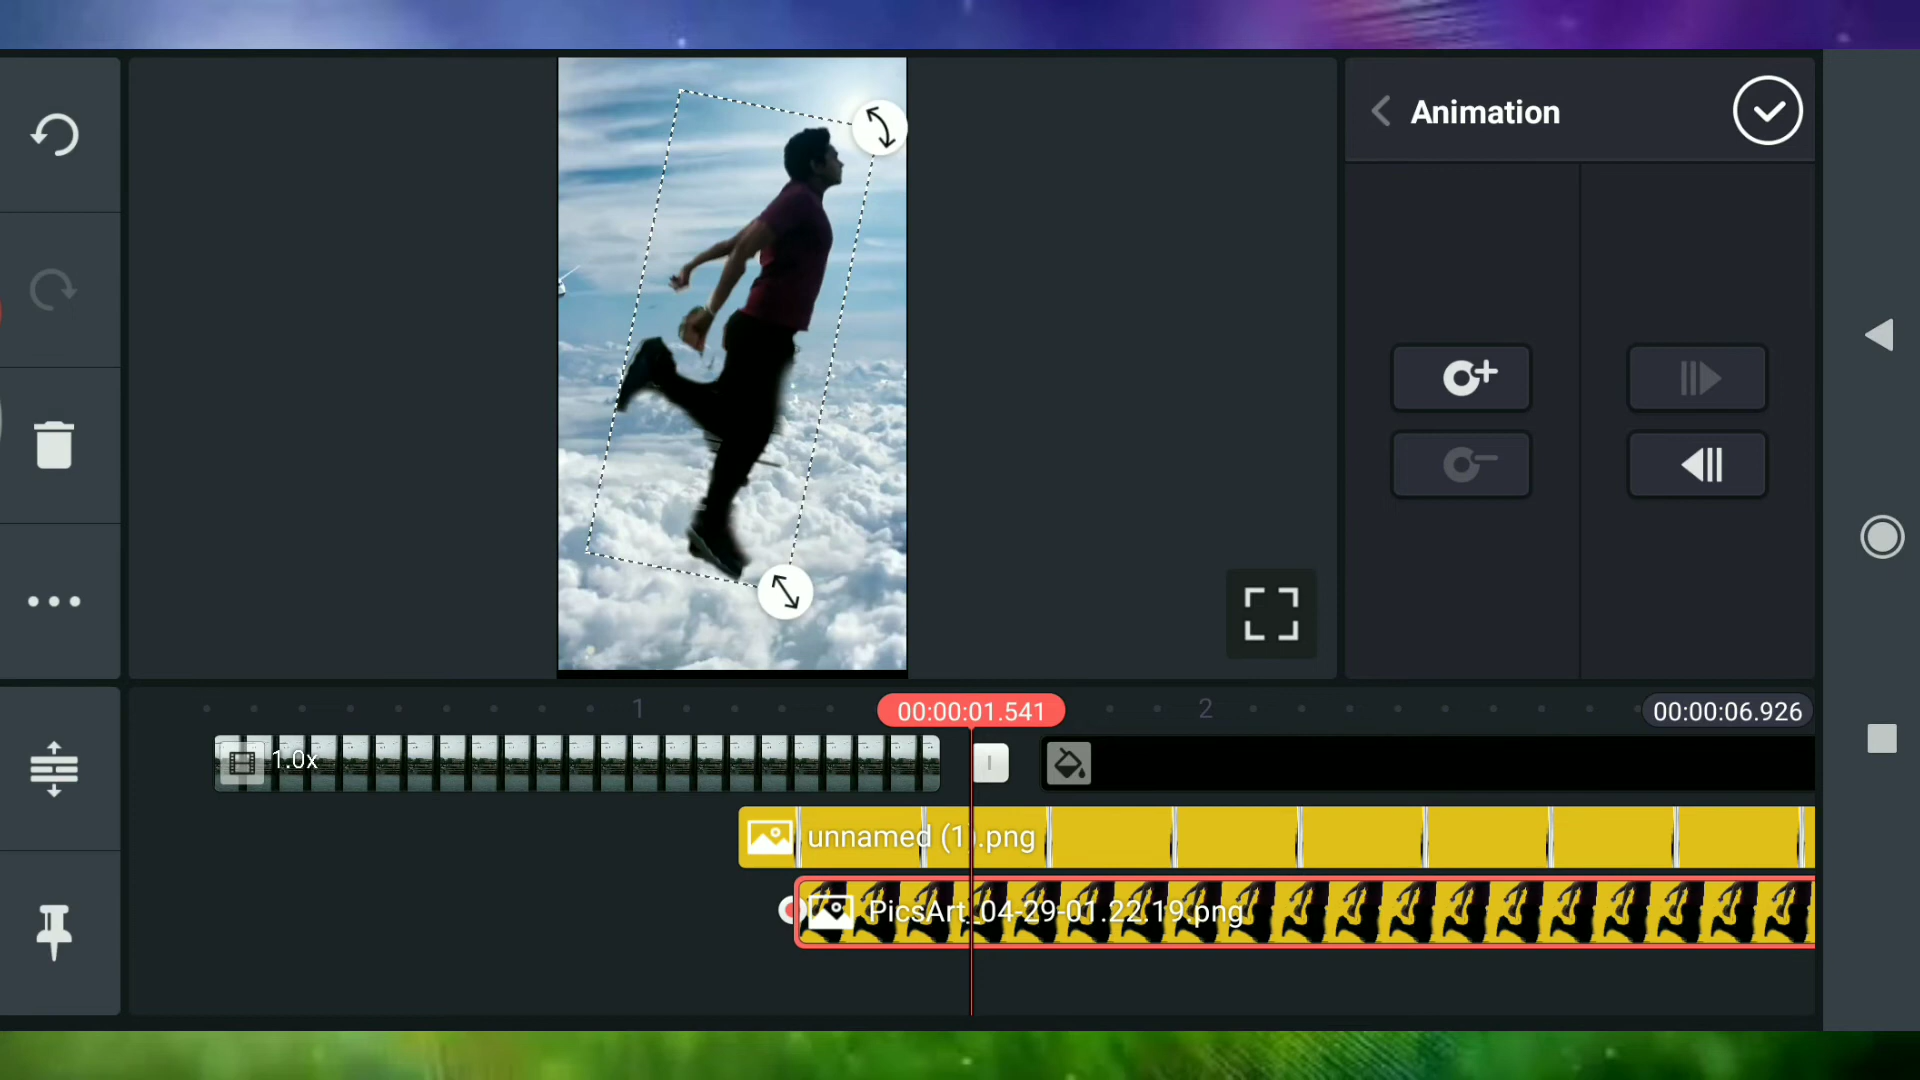 Animation
1
00:00:01.541
2
00:00:06.926
1.0x
unnamed (1).png
PicsArt_04-29-01.22.19.png